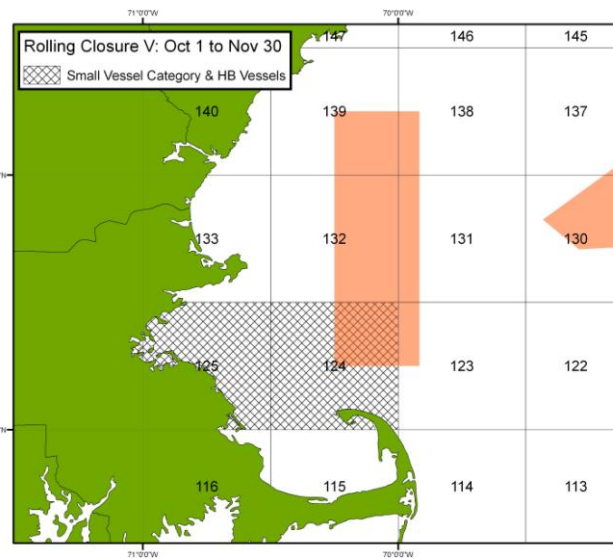 71°0'0"W 70°0'0"W
Rolling Closure V: Oct 1 to Nov 30
Small Vessel Category & HB Vessels
147 146 145
140 139 138 137
133 132 131 130
125 124 123 122
116 115 114 113
71°0'0"W 70°0'0"W